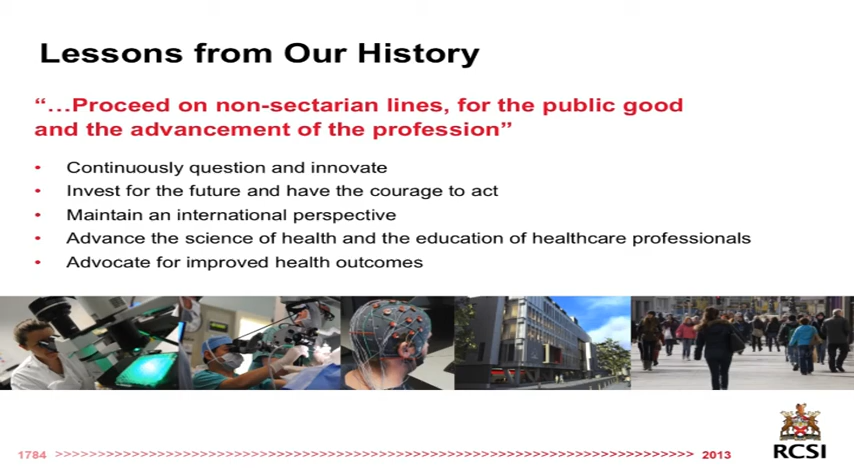 Lessons from Our History
“…Proceed on non-sectarian lines, for the public good
and the advancement of the profession”
• Continuously question and innovate
• Invest for the future and have the courage to act
• Maintain an international perspective
• Advance the science of health and the education of healthcare professionals
• Advocate for improved health outcomes
RCSI
1784 >>>>>>>>>>>>>>>>>>>>>>>>>>>>>>>>>>>>>>>>>>>>>>>>>>>>>>>>>>>>>>>>>>>>>>>>>>>>>>>>>>>>>>> 2013